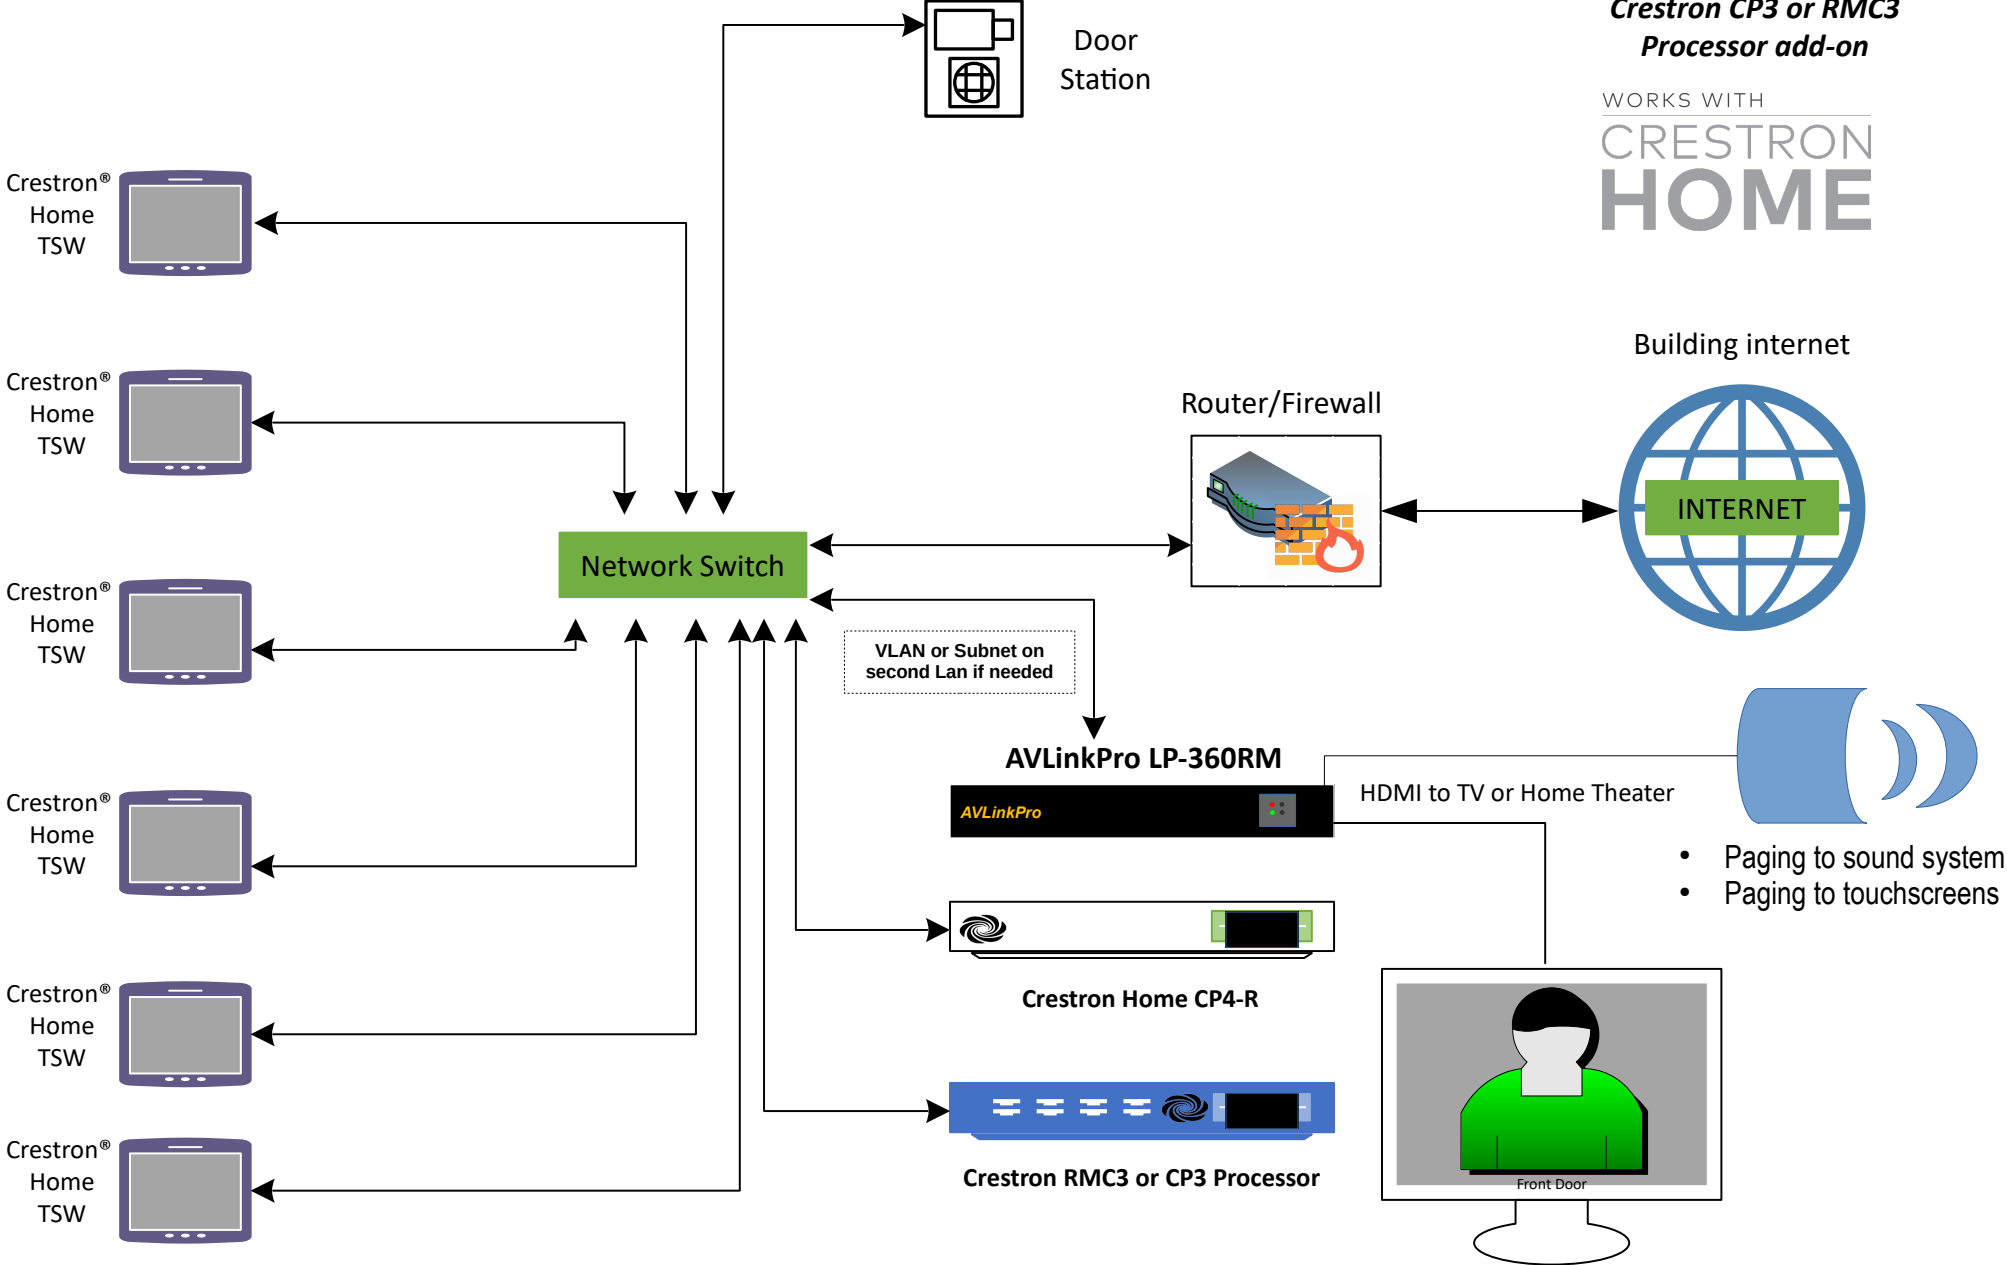 Crestron CP3 or RMC3
Processor add-on
WORKS WITH
CRESTRON
HOME
Door
Station
Crestron®
Home
TSW
Crestron®
Home
TSW
Crestron®
Home
TSW
Crestron®
Home
TSW
Crestron®
Home
TSW
Crestron®
Home
TSW
Network Switch
Router/Firewall
Building internet
INTERNET
VLAN or Subnet on
second Lan if needed
AVLinkPro LP-360RM
AVLinkPro
HDMI to TV or Home Theater
• Paging to sound system
• Paging to touchscreens
Crestron Home CP4-R
Crestron RMC3 or CP3 Processor
Front Door